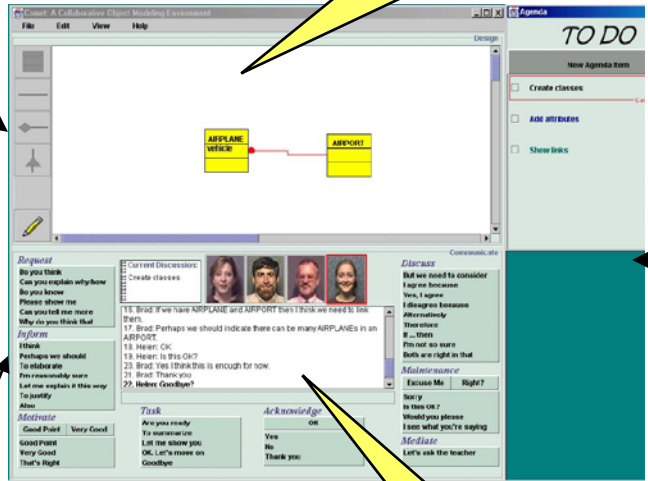 Comet: A Collaborative Object Modeling Environment
File Edit View Help
Design
AIRPLANE
vehicle
AIRPORT
Agenda
TO DO
New Agenda Item
Create classes
Add attributes
Show links
Communicate
Request
Do you think
Can you explain why/how
Do you know
Please show me
Can you tell me more
Why do you think that
Inform
I think
Perhaps we should
To elaborate
I'm reasonably sure
Let me explain it this way
To justify
Also
Motivate
Good Point Very Good
Good Point
Very Good
That's Right
Current Discussion:
Create classes
16. Brad: If we have AIRPLANE and AIRPORT then I think we need to link
them.
17. Brad: Perhaps we should indicate there can be many AIRPLANEs in an
AIRPORT.
18. Helen: OK
19. Helen: Is this OK?
20. Brad: Yes I think this is enough for now.
21. Brad: Thank you
22. Helen: Goodbye?
Task
Are you ready
To summarize
Let me show you
OK. Let's move on
Goodbye
Acknowledge
OK
Yes
No
Thank you
Discuss
But we need to consider
I agree because
Yes, I agree
I disagree because
Alternatively
Therefore
If ... then
I'm not so sure
Both are right in that
Maintenance
Excuse Me Right?
Sorry
Is this OK?
Would you please
I see what you're saying
Mediate
Let's ask the teacher